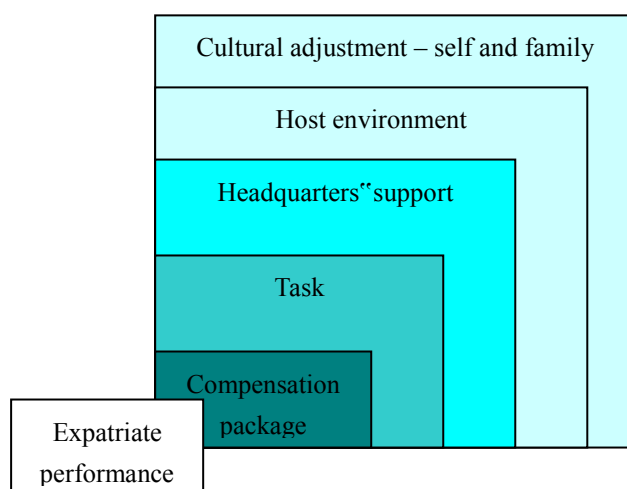 Cultural adjustment – self and family
Host environment
Headquarters‟ support
Task
Compensation
package
Expatriate
performance